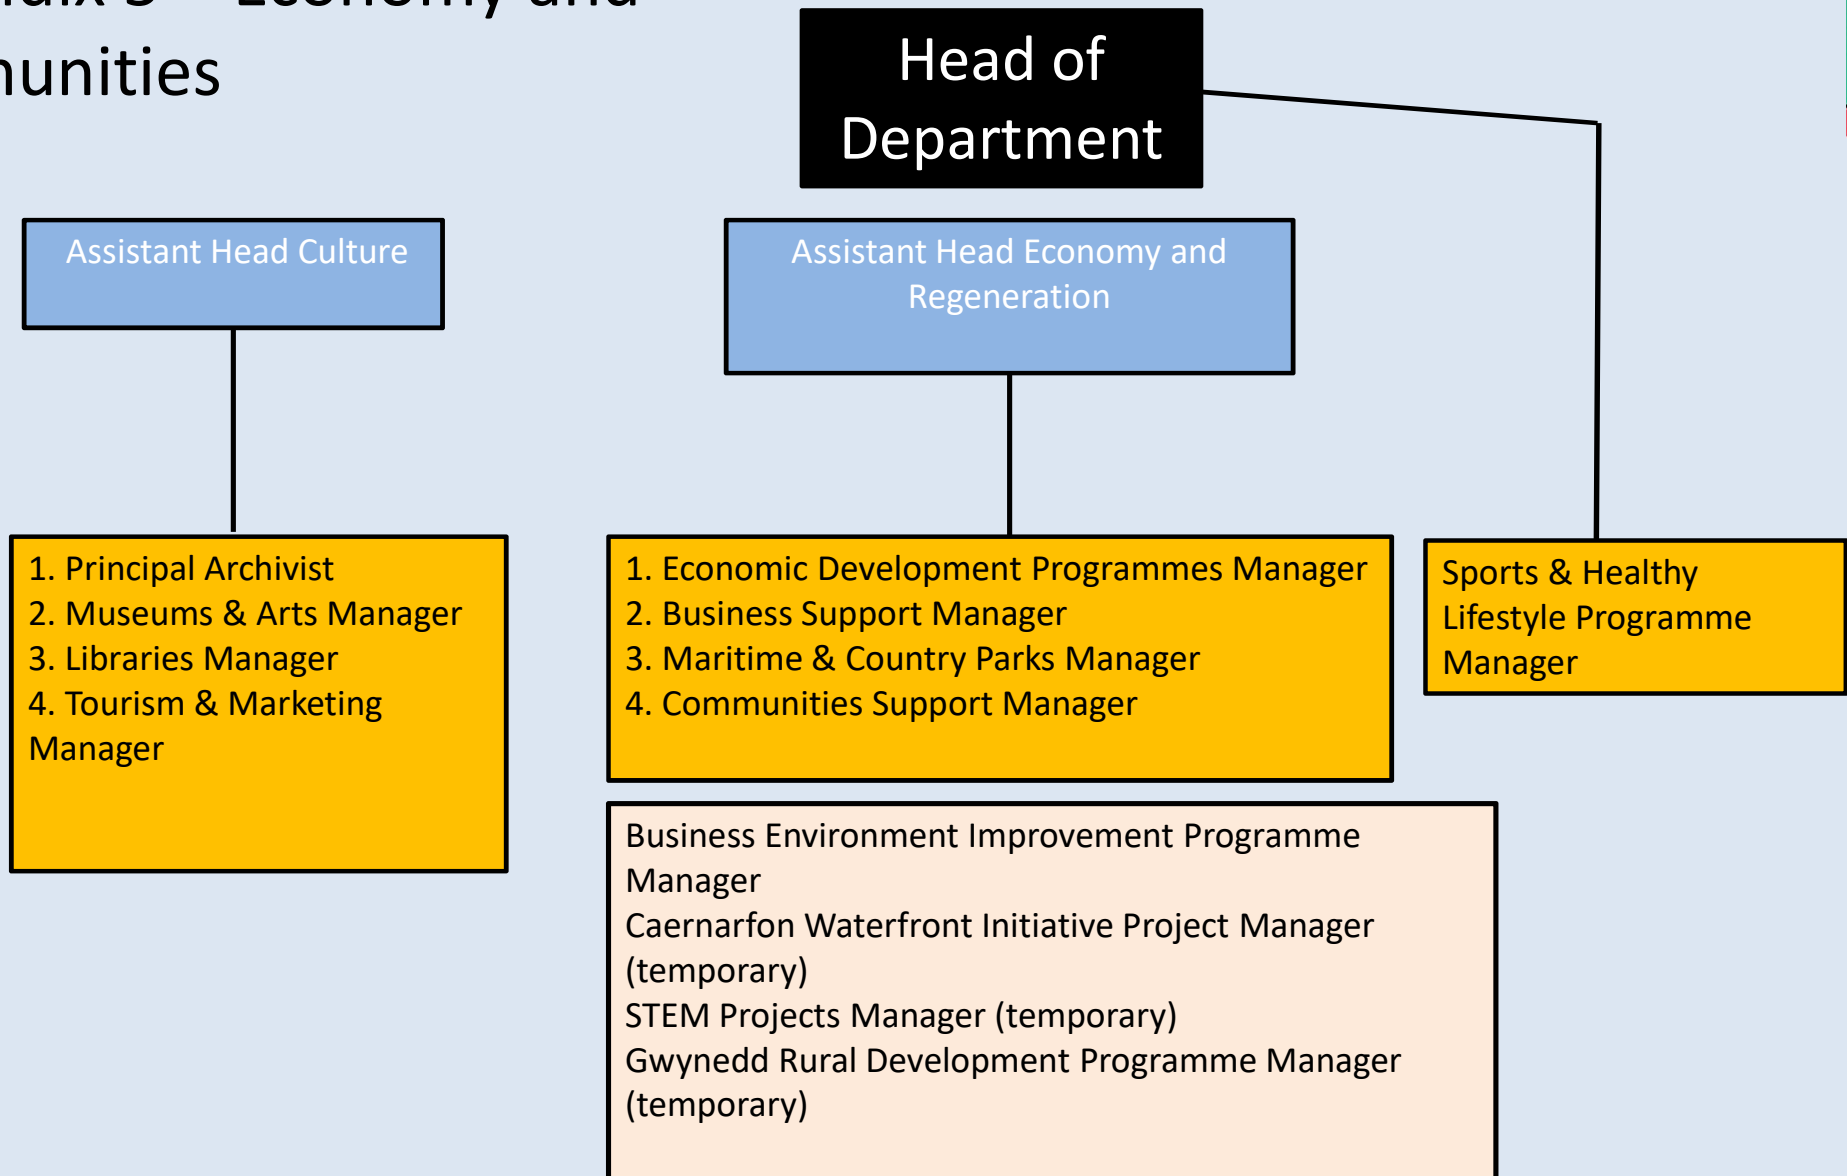 Economy and
Head of
Department
Assistant Head Culture
Assistant Head Economy and
Regeneration
1. Principal Archivist
2. Museums & Arts Manager
3. Libraries Manager
4. Tourism & Marketing
Manager
1. Economic Development Programmes Manager
2. Business Support Manager
3. Maritime & Country Parks Manager
4. Communities Support Manager
Sports & Healthy
Lifestyle Programme
Manager
Business Environment Improvement Programme
Manager
Caernarfon Waterfront Initiative Project Manager
(temporary)
STEM Projects Manager (temporary)
Gwynedd Rural Development Programme Manager
(temporary)